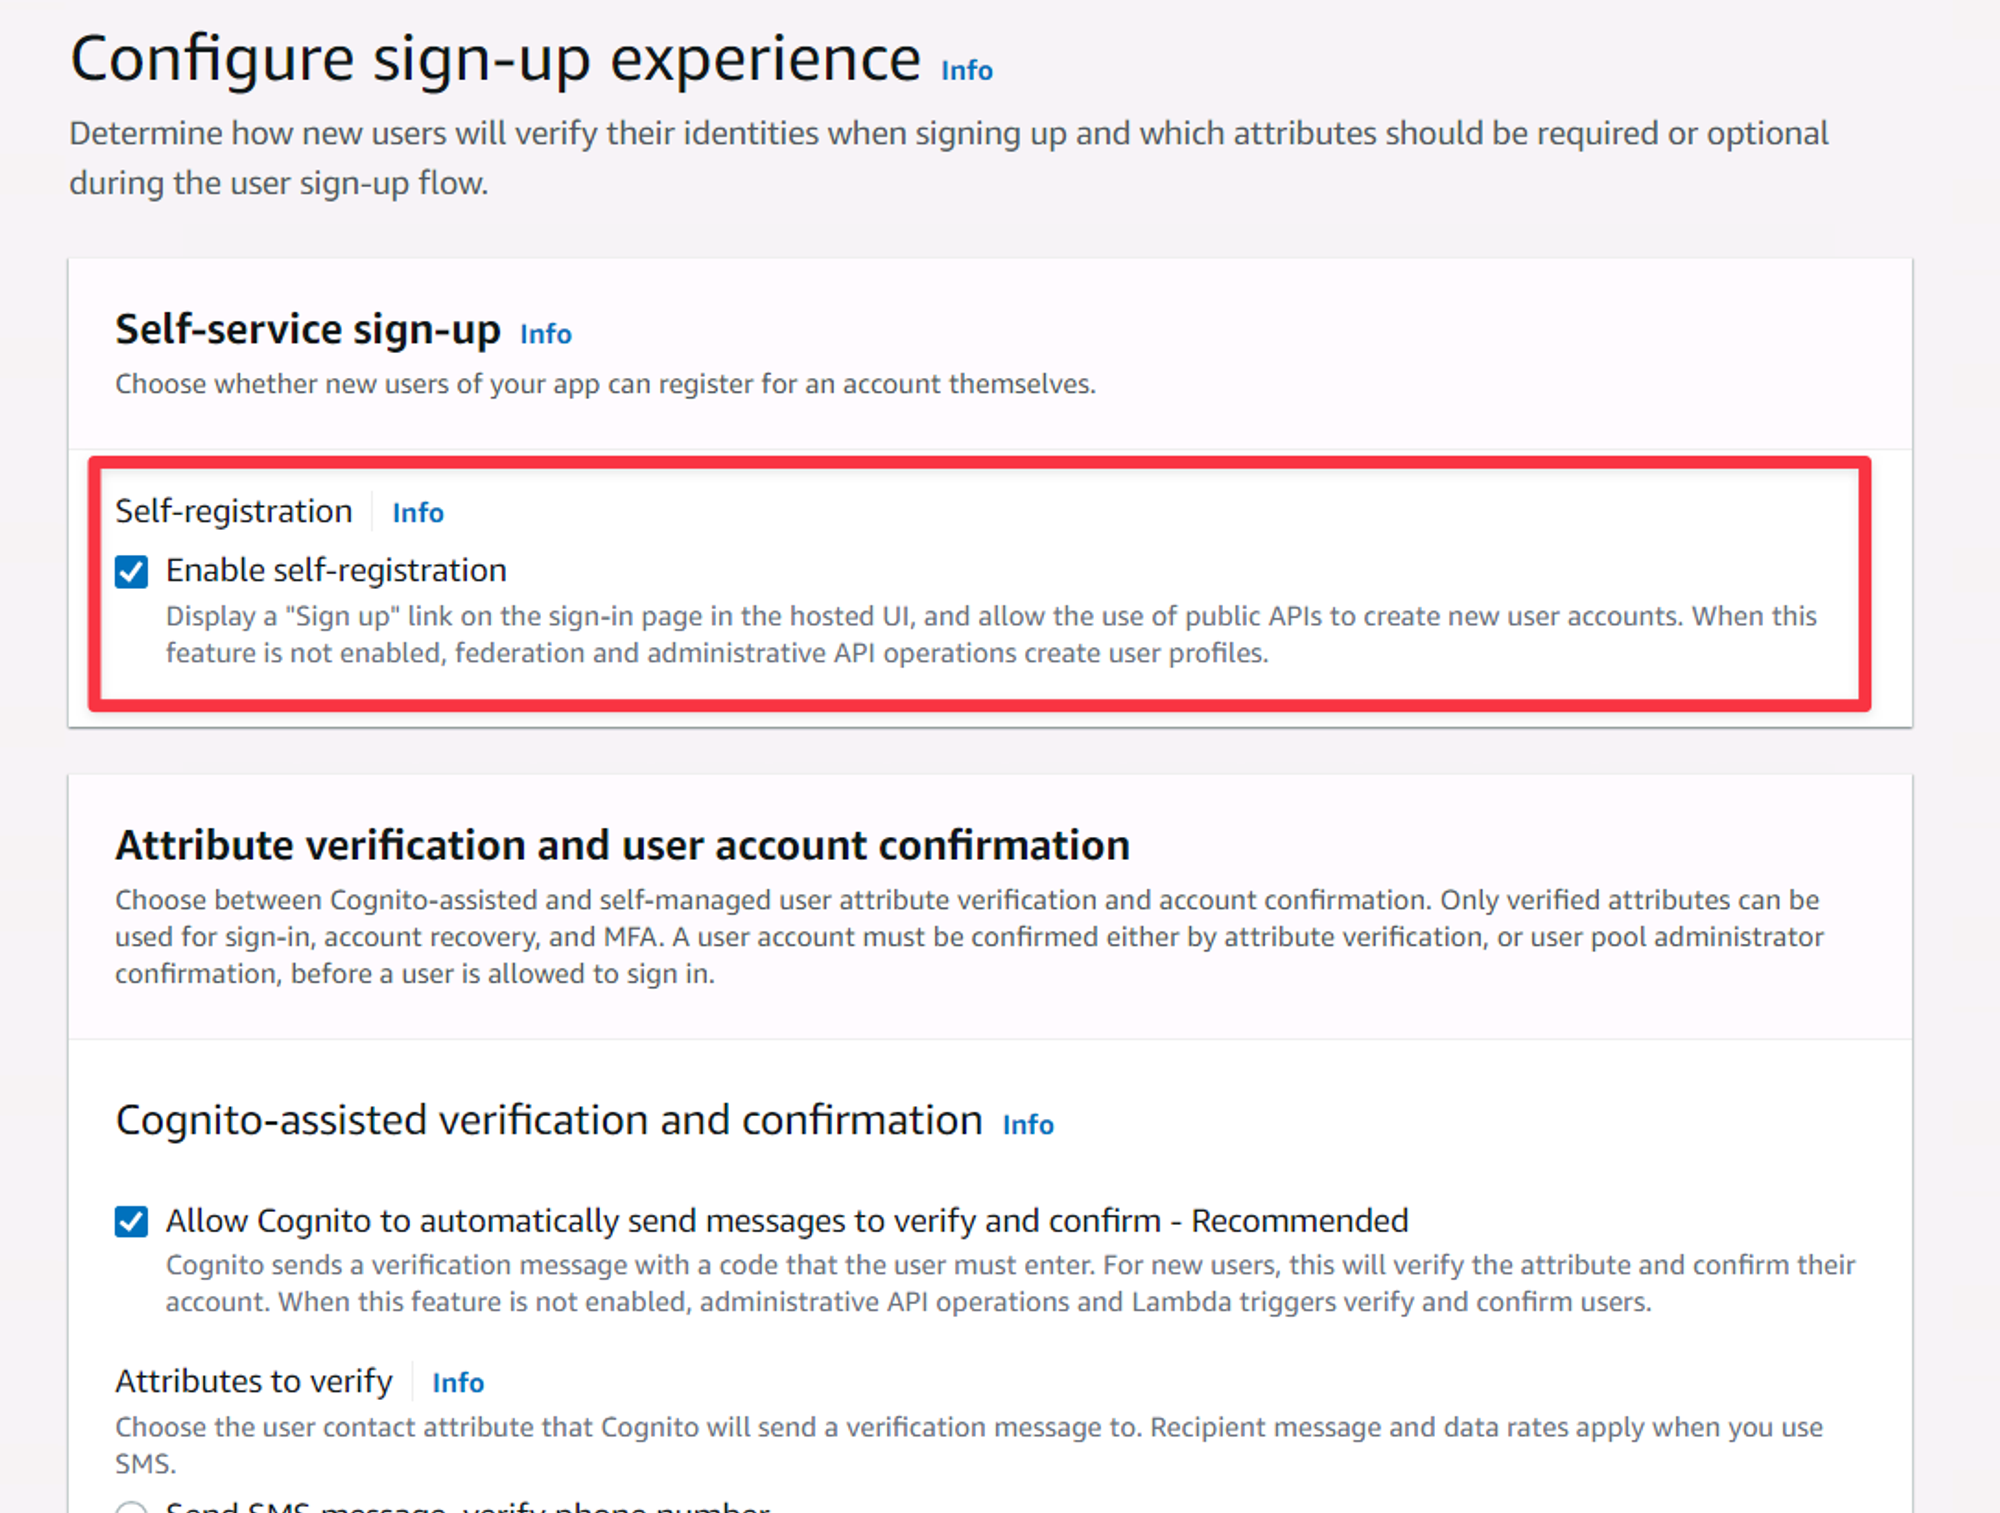 Configure sign-up experience Info
Determine how new users will verify their identities when signing up and which attributes should be required or optional
during the user sign-up flow.
Self-service sign-up Info
Choose whether new users of your app can register for an account themselves.
Self-registration Info
Enable self-registration
Display a "Sign up" link on the sign-in page in the hosted UI, and allow the use of public APIs to create new user accounts. When this
feature is not enabled, federation and administrative API operations create user profiles.
Attribute verification and user account confirmation
Choose between Cognito-assisted and self-managed user attribute verification and account confirmation. Only verified attributes can be
used for sign-in, account recovery, and MFA. A user account must be confirmed either by attribute verification, or user pool administrator
confirmation, before a user is allowed to sign in.
Cognito-assisted verification and confirmation Info
Allow Cognito to automatically send messages to verify and confirm - Recommended
Cognito sends a verification message with a code that the user must enter. For new users, this will verify the attribute and confirm their
account. When this feature is not enabled, administrative API operations and Lambda triggers verify and confirm users.
Attributes to verify Info
Choose the user contact attribute that Cognito will send a verification message to. Recipient message and data rates apply when you use
SMS.
Send SMS message, verify phone number